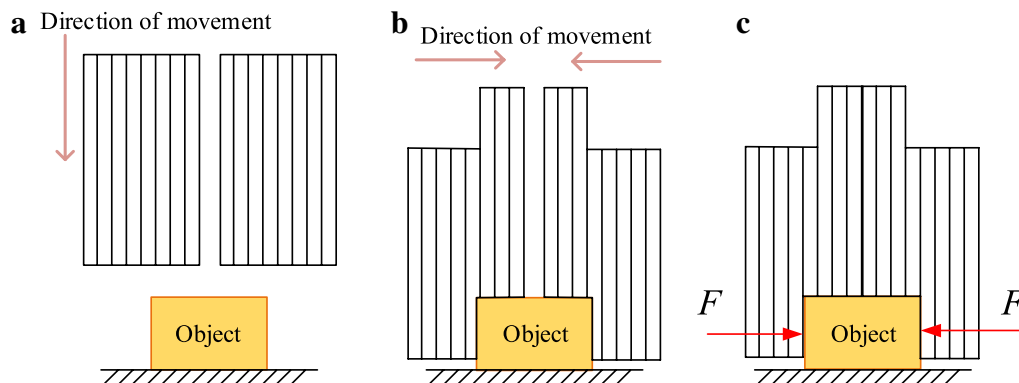 a
Direction of movement
Object
b
Direction of movement
Object
c
F
Object
F